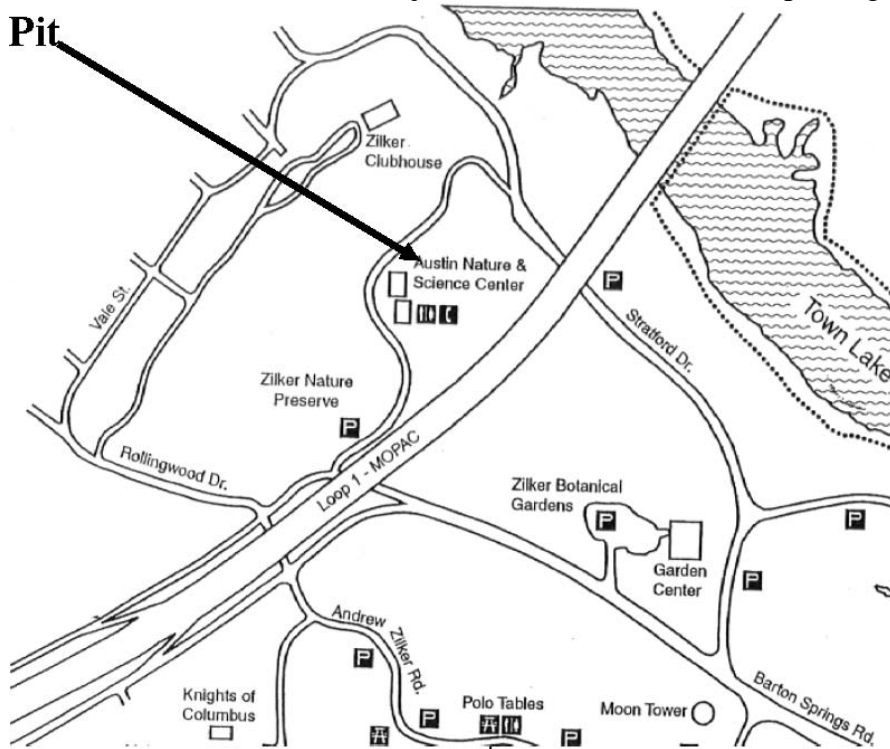 Pit
Zilker
Clubhouse
Austin Nature &
Science Center
P
Vale St.
Stratford Dr.
Town Lake
Zilker Nature
Preserve
P
Rollingwood Dr.
Loop 1 - MOPAC
Zilker Botanical
Gardens
P
P
Garden
Center
P
Andrew
Zilker Rd.
P
Knights of
Columbus
P
Polo Tables
P
Moon Tower
Barton Springs Rd.